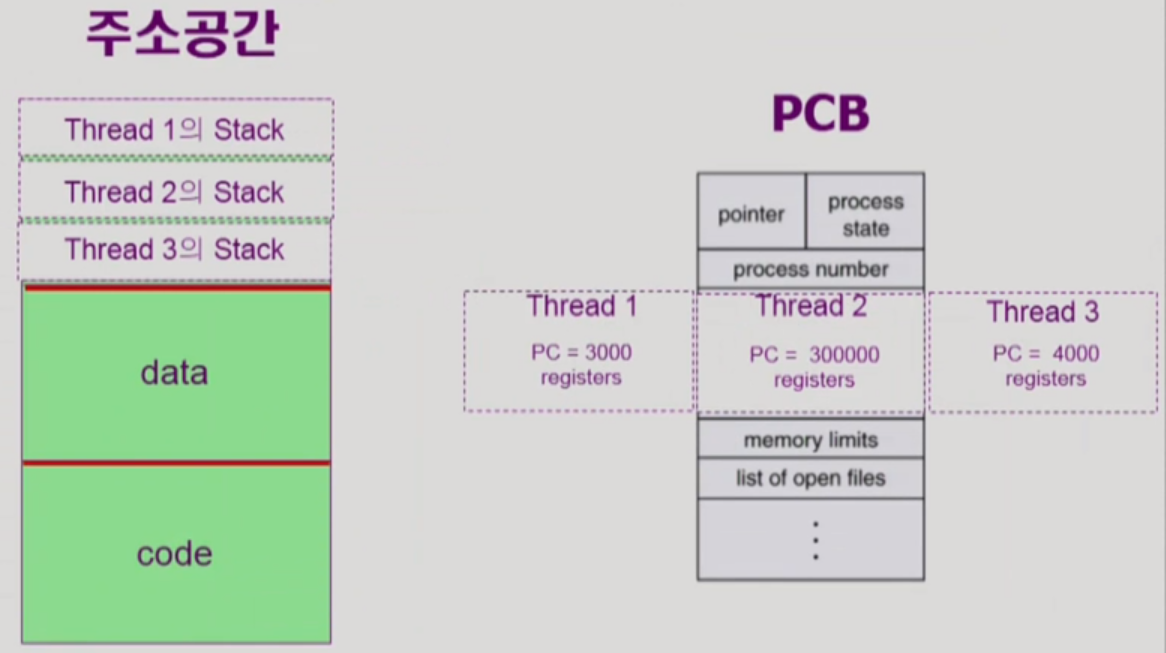 주소공간
Thread 1의 Stack
Thread 2의 Stack
Thread 3의 Stack
data
code
PCB
pointer
process
state
process number
Thread 1
PC = 3000
registers
Thread 2
PC = 300000
registers
Thread 3
PC = 4000
registers
memory limits
list of open files